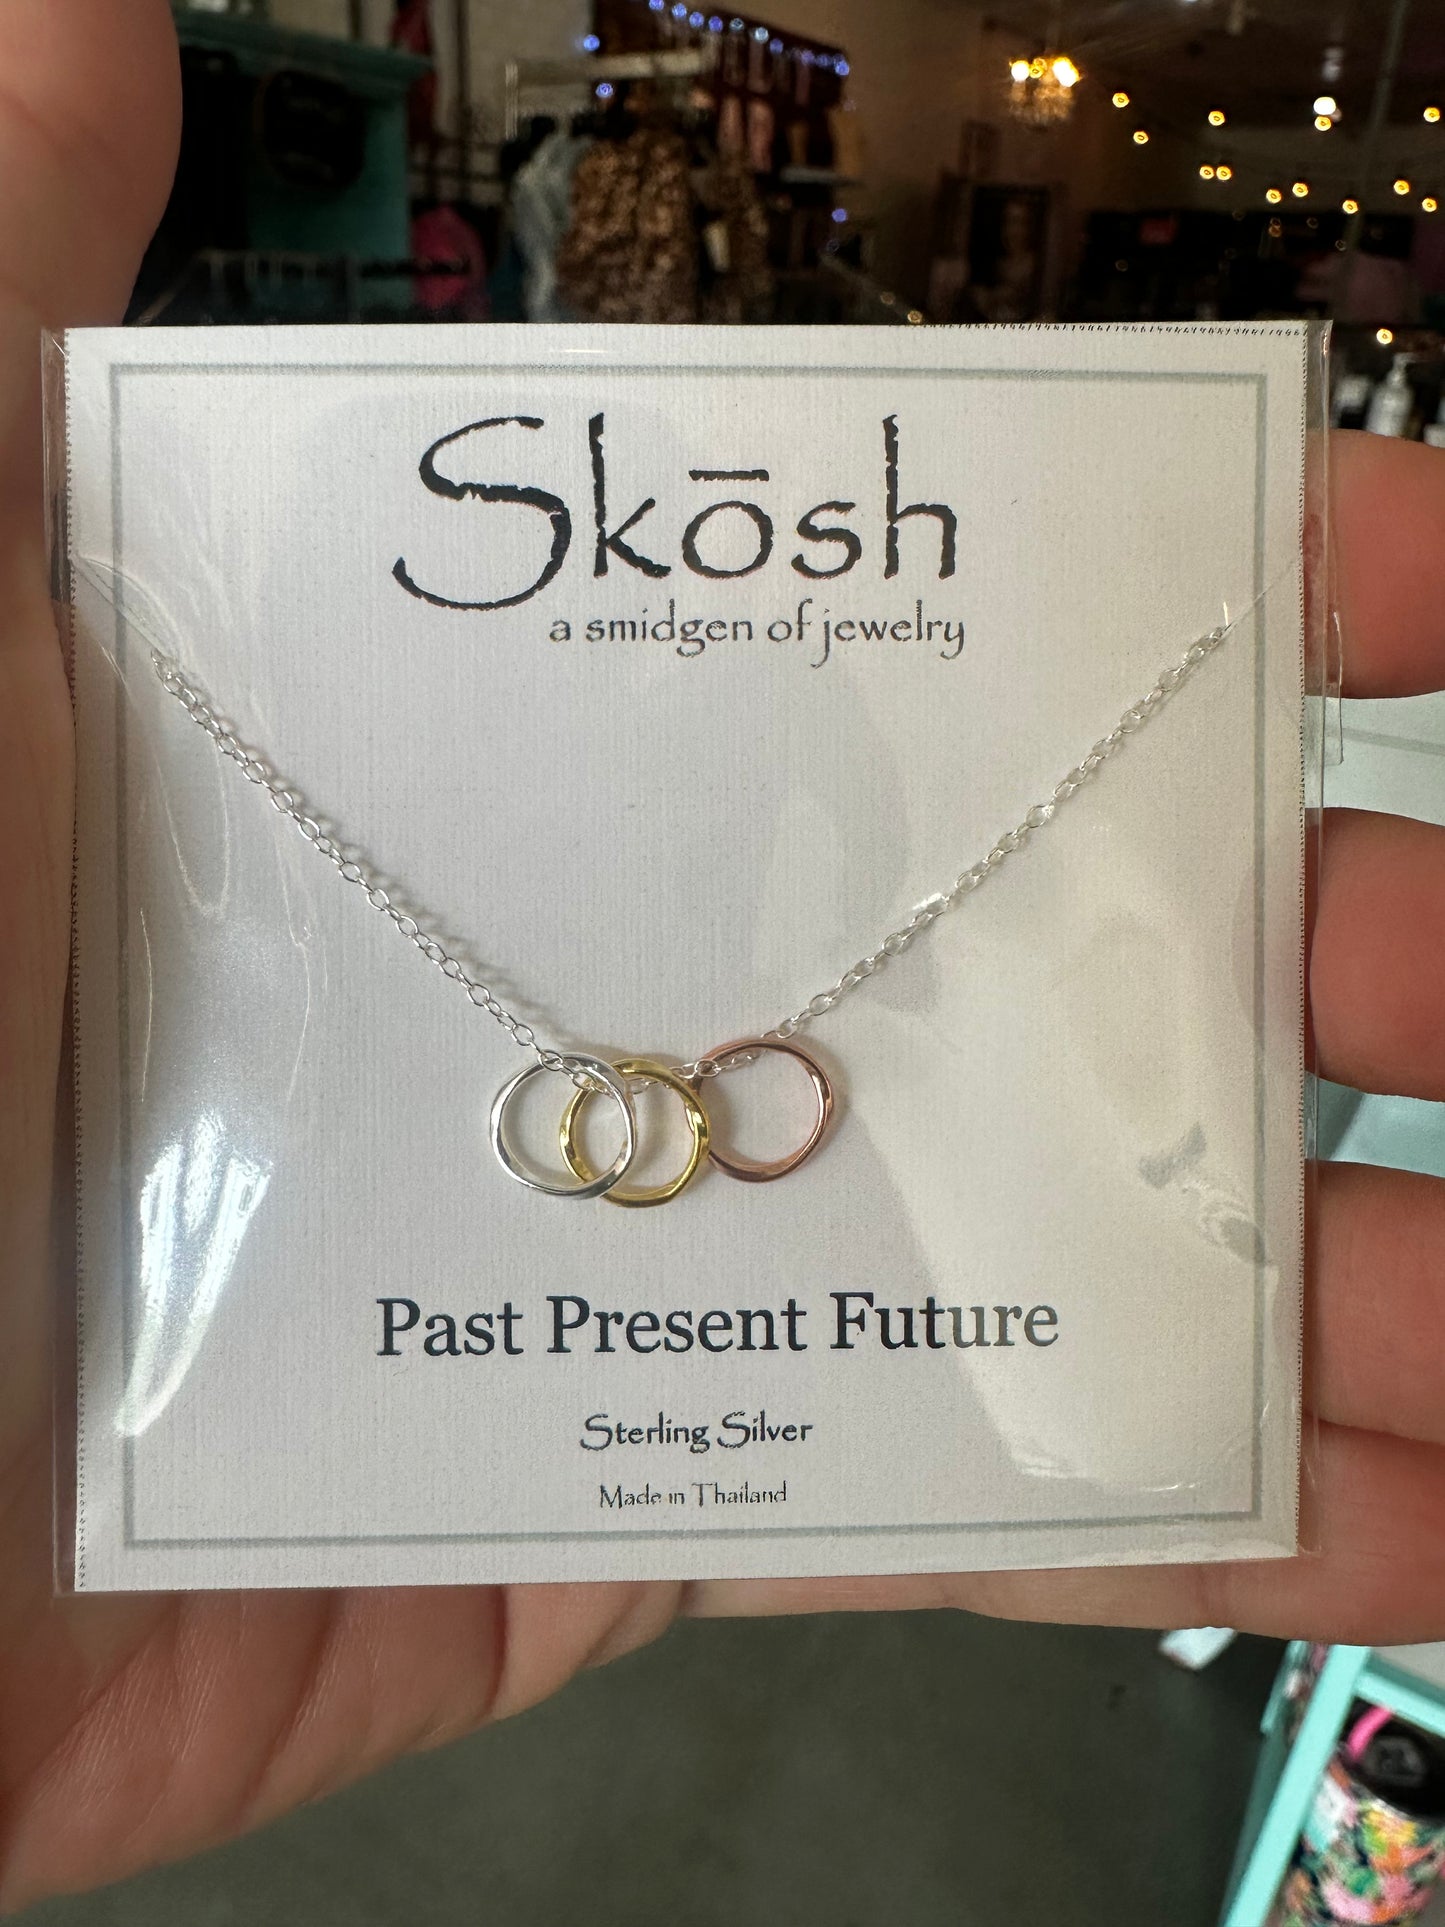 Skōsh
a smidgen of jewelry
Past Present Future
Sterling Silver
Made in Thailand